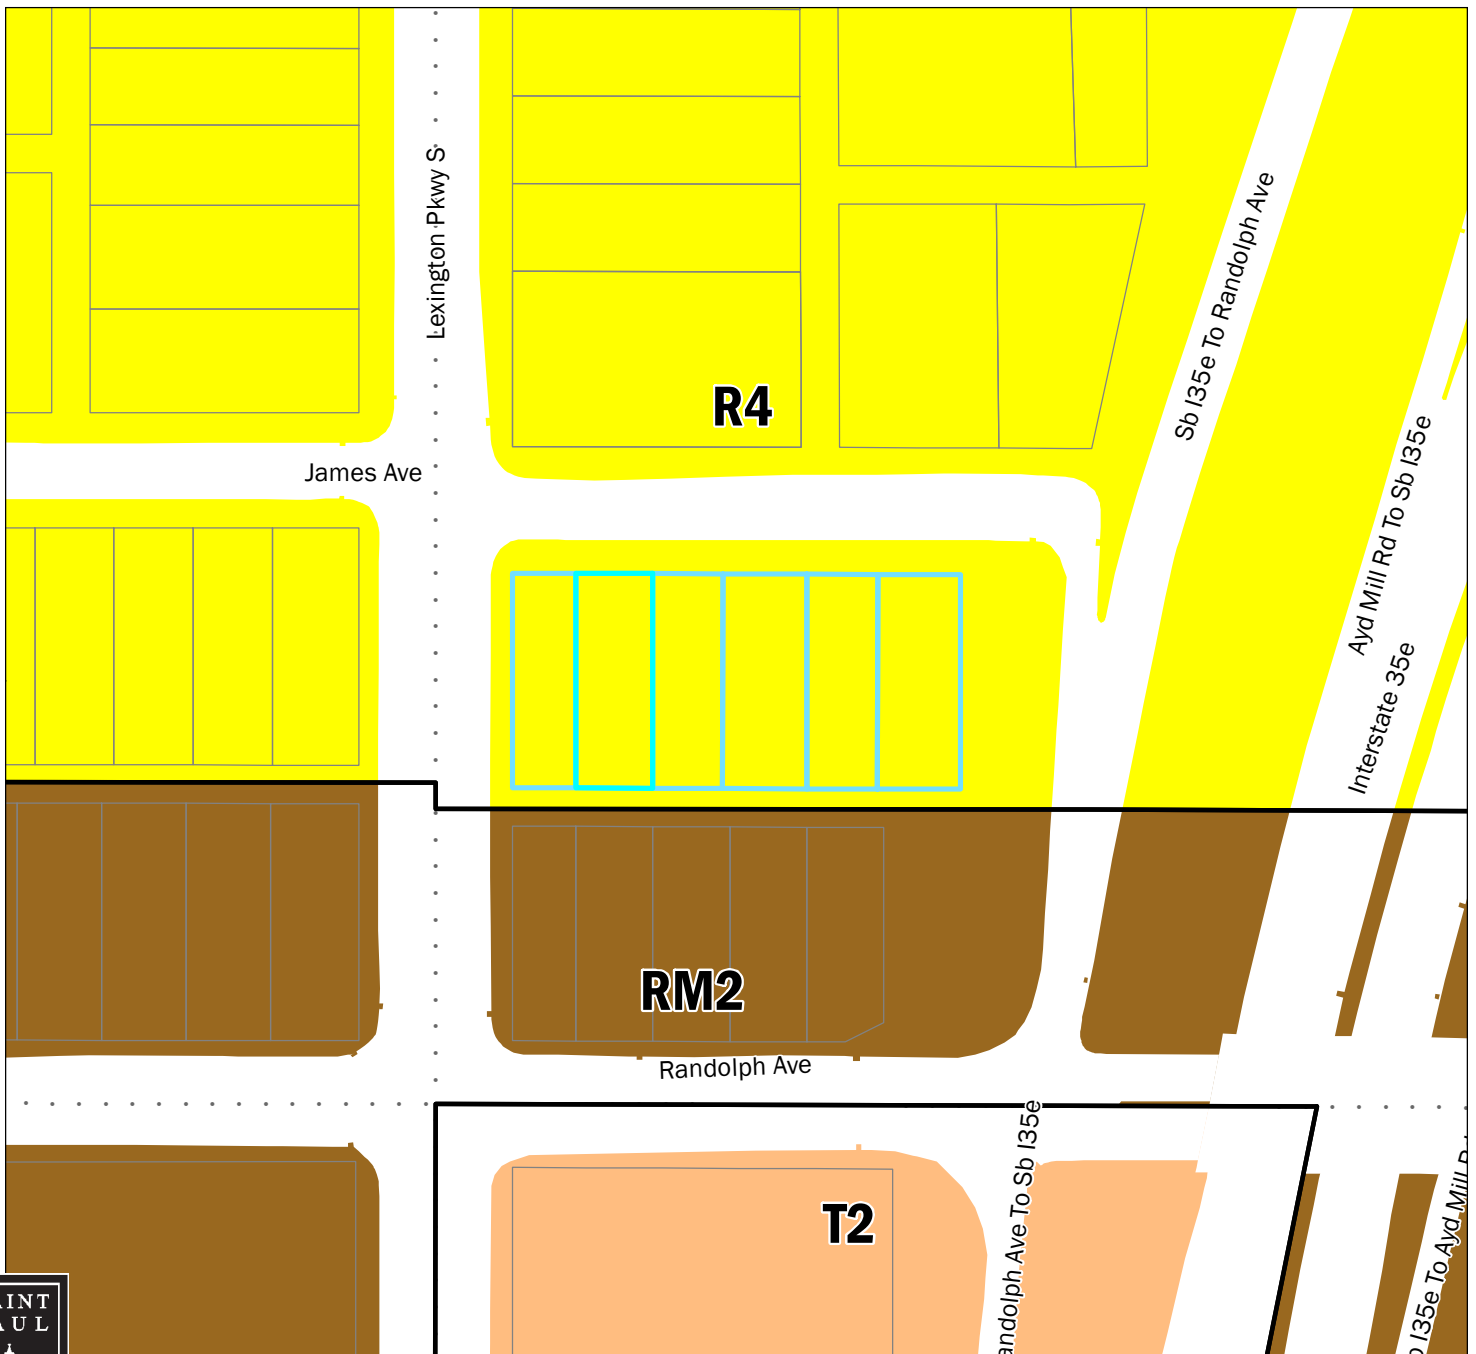 Lexington Pkwy S
Sb I35e To Randolph Ave
R4
James Ave
Ayd Mill Rd To Sb I35e
Interstate 35e
RM2
Randolph Ave
andolph Ave To Sb I35e
T2
I35e To Ayd Mill
AINT
AUL